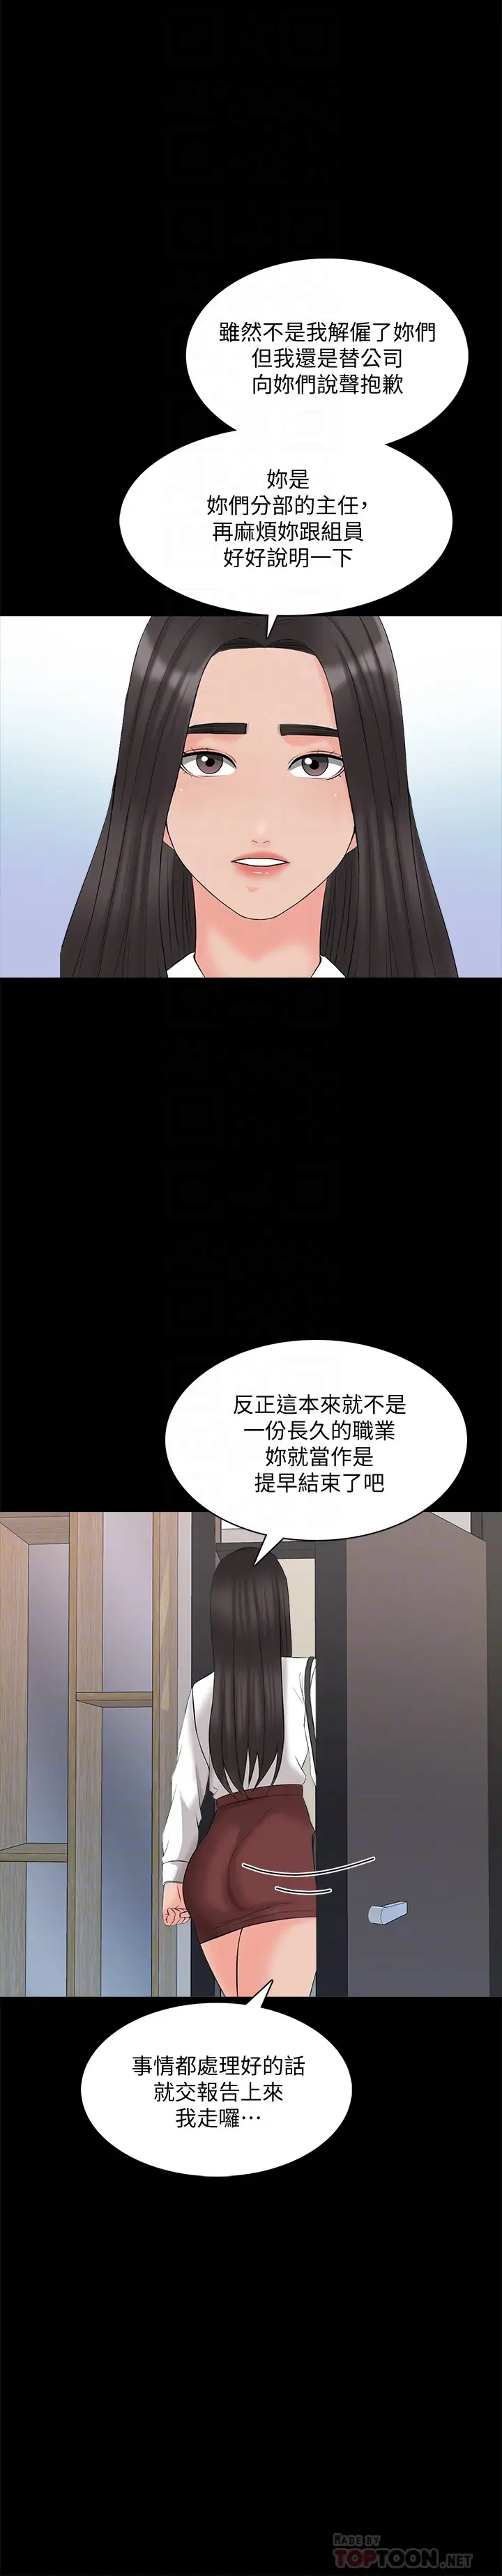 雖然不是我解僱了妳們
但我還是替公司
向妳們說聲抱歉
妳是
妳們分部的主任,
再麻煩妳跟組員
好好說明一下
反正這本來就不是
一份長久的職業
妳就當作是
提早結束了吧
事情都處理好的話
就交報告上來
我走囉…
MADE BY
TOPTOON.NET